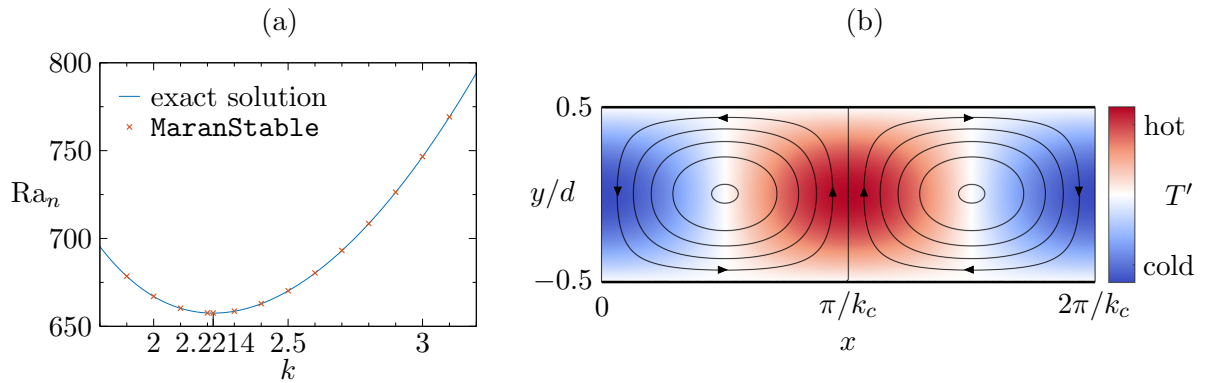 (a)
800
750
700
650
Ra_n
exact solution
MaranStable
2
2.2214
2.5
3
k
(b)
0.5
y/d
−0.5
0
π/k_c
2π/k_c
x
hot
T′
cold